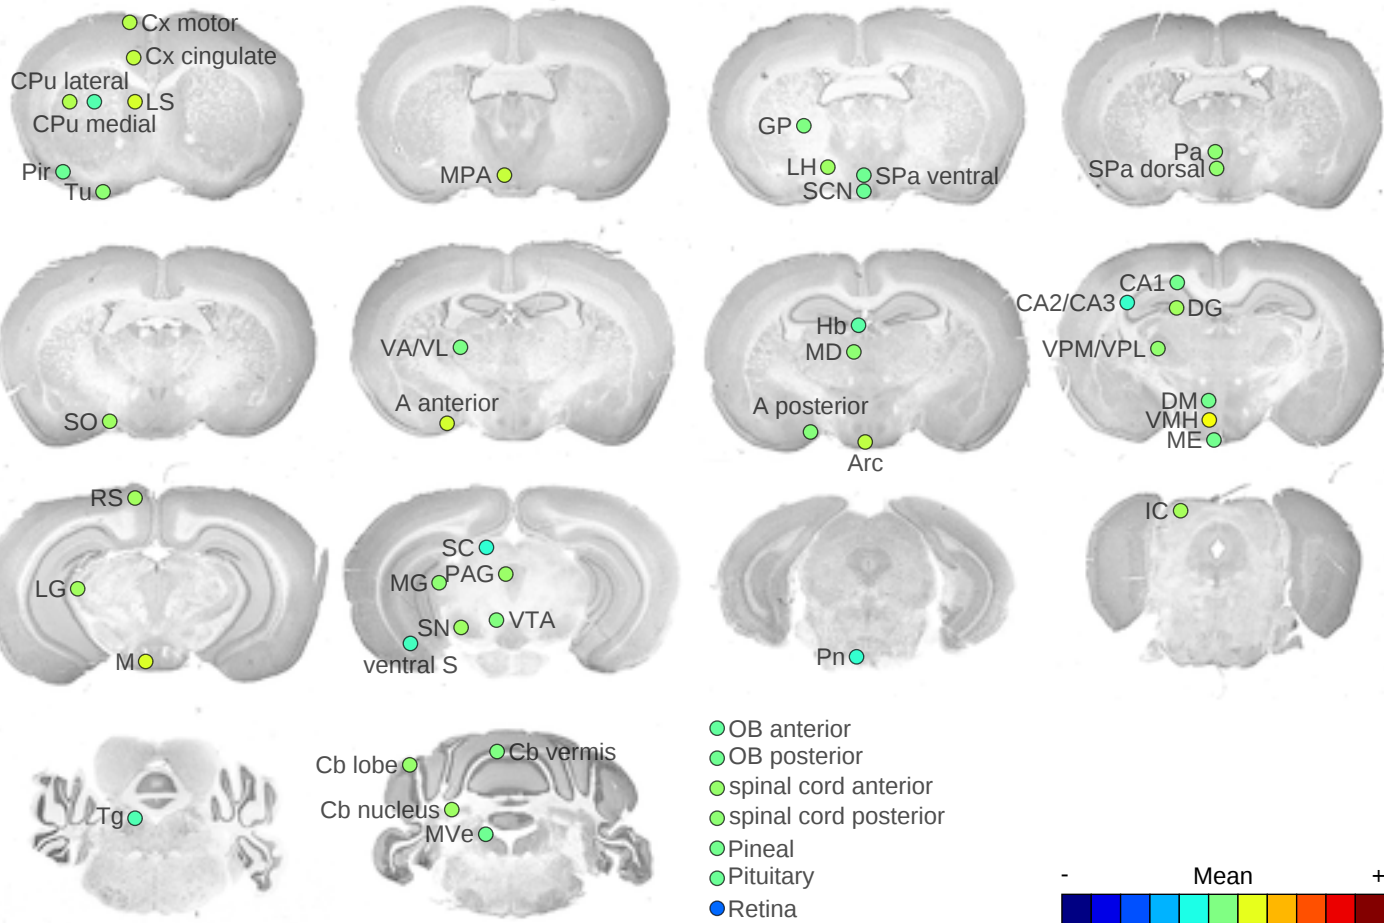 Cx motor
Cx cingulate
CPu lateral
LS
CPu medial
Pir
Tu
MPA
GP
LH
SPa ventral
SCN
Pa
SPa dorsal
SO
VA/VL
A anterior
Hb
MD
A posterior
Arc
CA1
CA2/CA3
DG
VPM/VPL
DM
VMH
ME
RS
LG
M
SC
MG
PAG
SN
VTA
ventral S
Pn
IC
Tg
Cb lobe
Cb vermis
Cb nucleus
MVe
OB anterior
OB posterior
spinal cord anterior
spinal cord posterior
Pineal
Pituitary
Retina
- Mean +